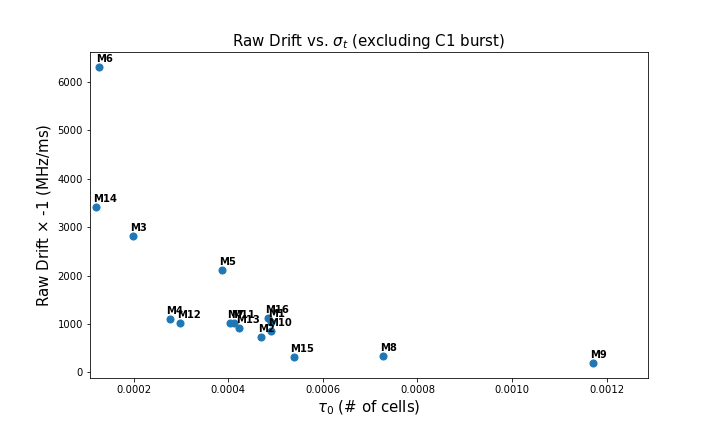 Raw Drift vs. σt (excluding C1 burst)
Raw Drift × -1 (MHz/ms)
6000
5000
4000
3000
2000
1000
0
M6
M14
M3
M5
M4
M12
M11
M13
M16
M1
M10
M2
M15
M8
M9
0.0002
0.0004
0.0006
0.0008
0.0010
0.0012
τ0 (# of cells)